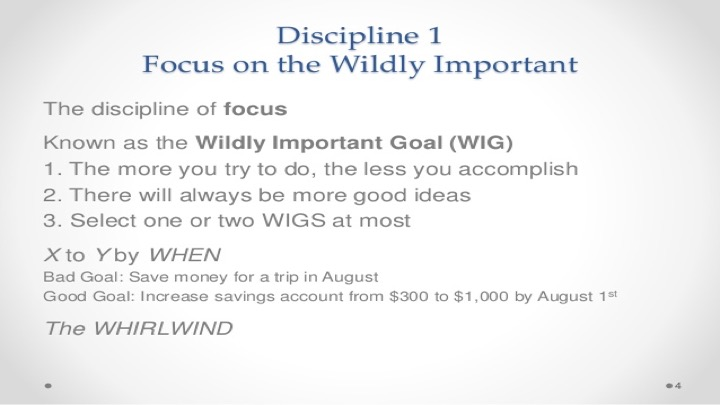 Discipline 1
Focus on the Wildly Important
The discipline of focus
Known as the Wildly Important Goal (WIG)
1. The more you try to do, the less you accomplish
2. There will always be more good ideas
3. Select one or two WIGS at most
X to Y by WHEN
Bad Goal: Save money for a trip in August
Good Goal: Increase savings account from $300 to $1,000 by August 1st
The WHIRLWIND
4